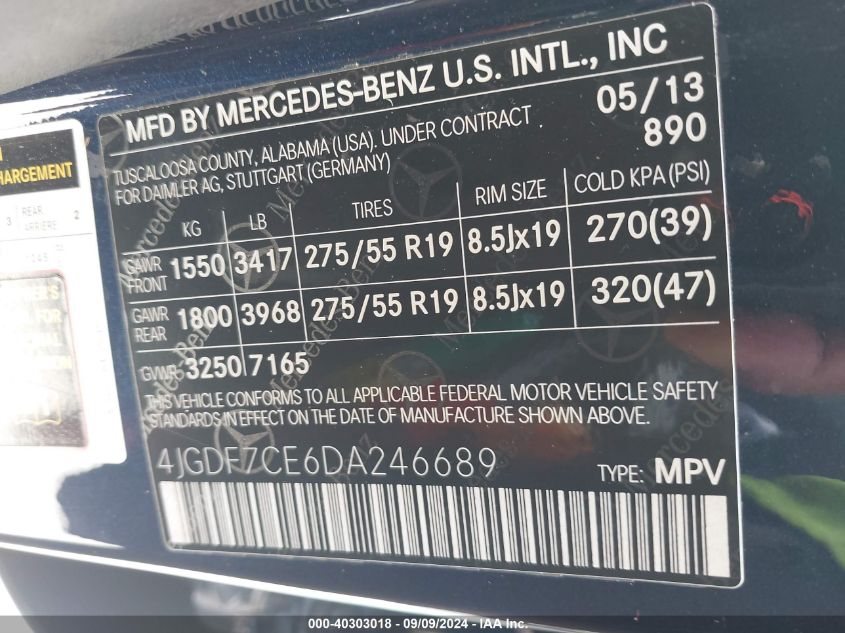 MFD BY MERCEDES-BENZ U.S. INTL., INC
TUSCALOOSA COUNTY, ALABAMA (USA). UNDER CONTRACT
FOR DAIMLER AG, STUTTGART (GERMANY)
05/13
890
KG LB TIRES RIM SIZE COLD KPA (PSI)
GAWR FRONT 1550 3417 275/55 R19 8.5Jx19 270(39)
GAWR REAR 1800 3968 275/55 R19 8.5Jx19 320(47)
GVWR 3250 7165
THIS VEHICLE CONFORMS TO ALL APPLICABLE FEDERAL MOTOR VEHICLE SAFETY
STANDARDS IN EFFECT ON THE DATE OF MANUFACTURE SHOWN ABOVE.
4JGDF7CE6DA246689 TYPE: MPV
HARGEMENT
3 REAR 2
ARRIERE
000-40303018 - 09/09/2024 - IAA Inc.